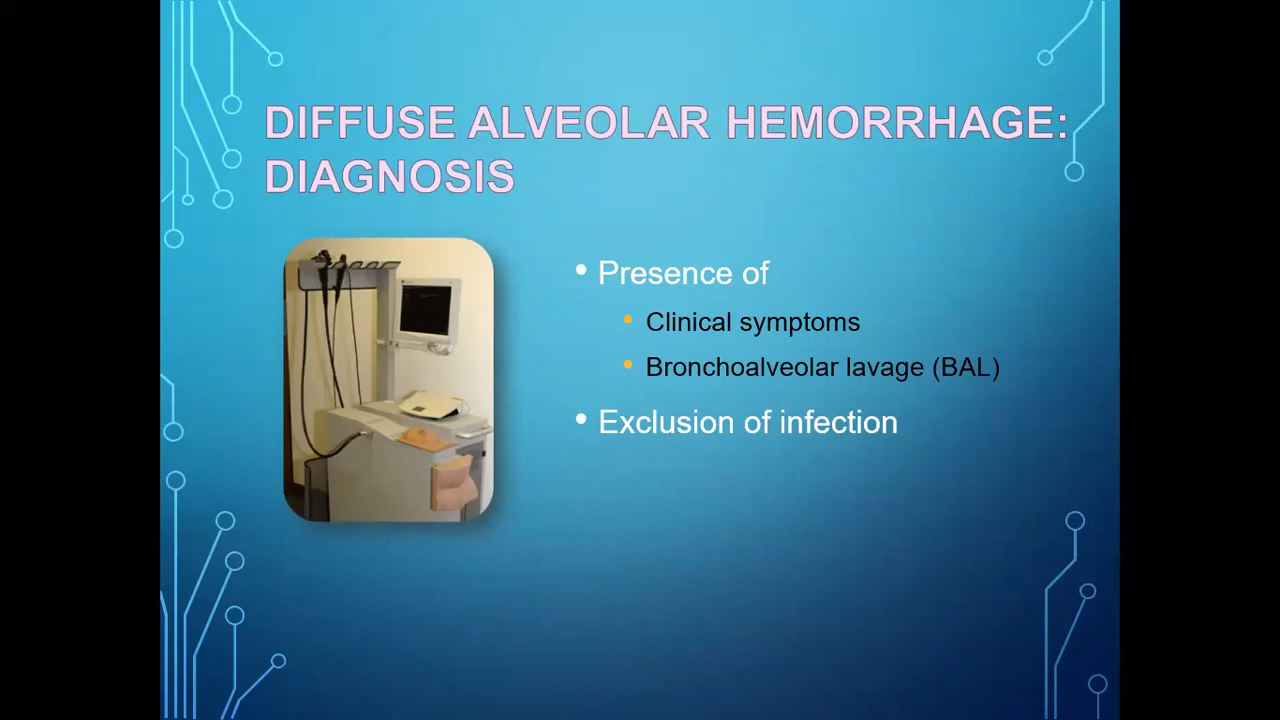 DIFFUSE ALVEOLAR HEMORRHAGE:
DIAGNOSIS
• Presence of
• Clinical symptoms
• Bronchoalveolar lavage (BAL)
• Exclusion of infection